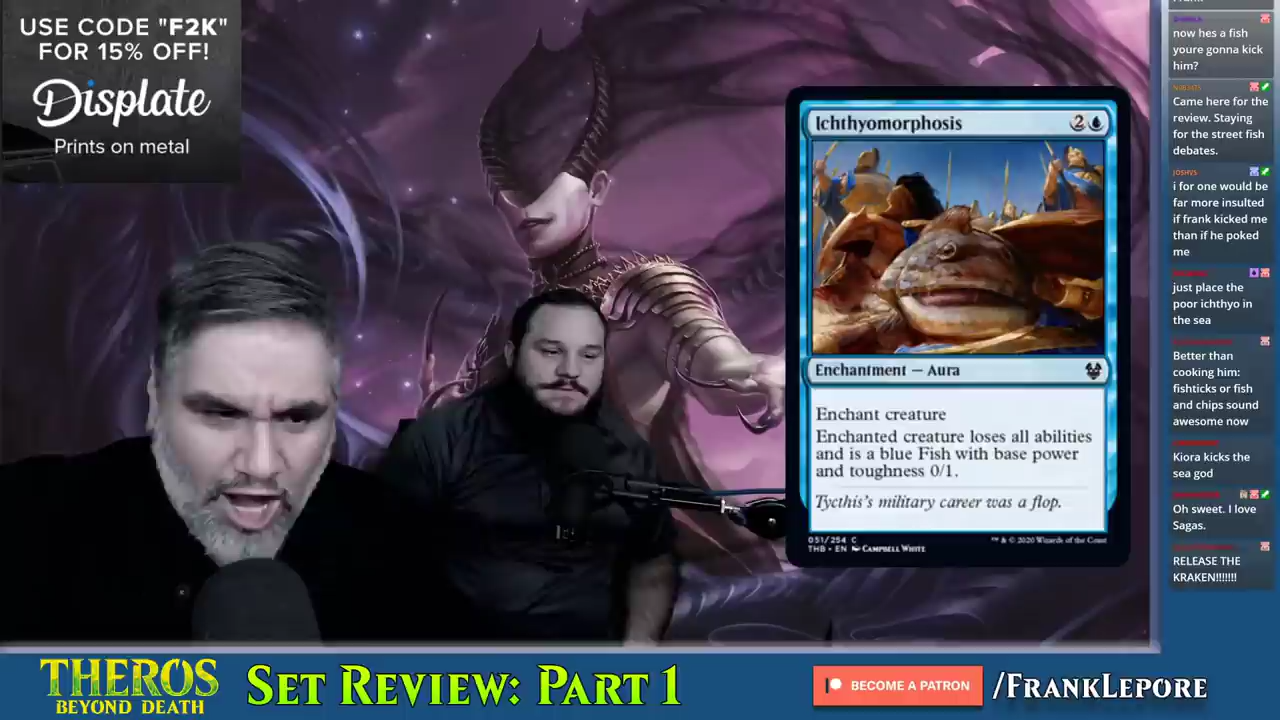 USE CODE "F2K"
FOR 15% OFF!
Displate
Prints on metal
Ichthyomorphosis 2
Enchantment — Aura
Enchant creature
Enchanted creature loses all abilities
and is a blue Fish with base power
and toughness 0/1.
Tycthis's military career was a flop.
051/254 C
THB • EN CAMPBELL WHITE
™ & © 2020 Wizards of the Coast
now hes a fish
youre gonna kick
him?
Came here for the
review. Staying
for the street fish
debates.
JOSHVS
i for one would be
far more insulted
if frank kicked me
than if he poked
me
just place the
poor ichthyo in
the sea
Better than
cooking him:
fishticks or fish
and chips sound
awesome now
Kiora kicks the
sea god
Oh sweet. I love
Sagas.
RELEASE THE
KRAKEN!!!!!!!
THEROS
BEYOND DEATH
SET REVIEW: PART 1
BECOME A PATRON
/FRANKLEPORE